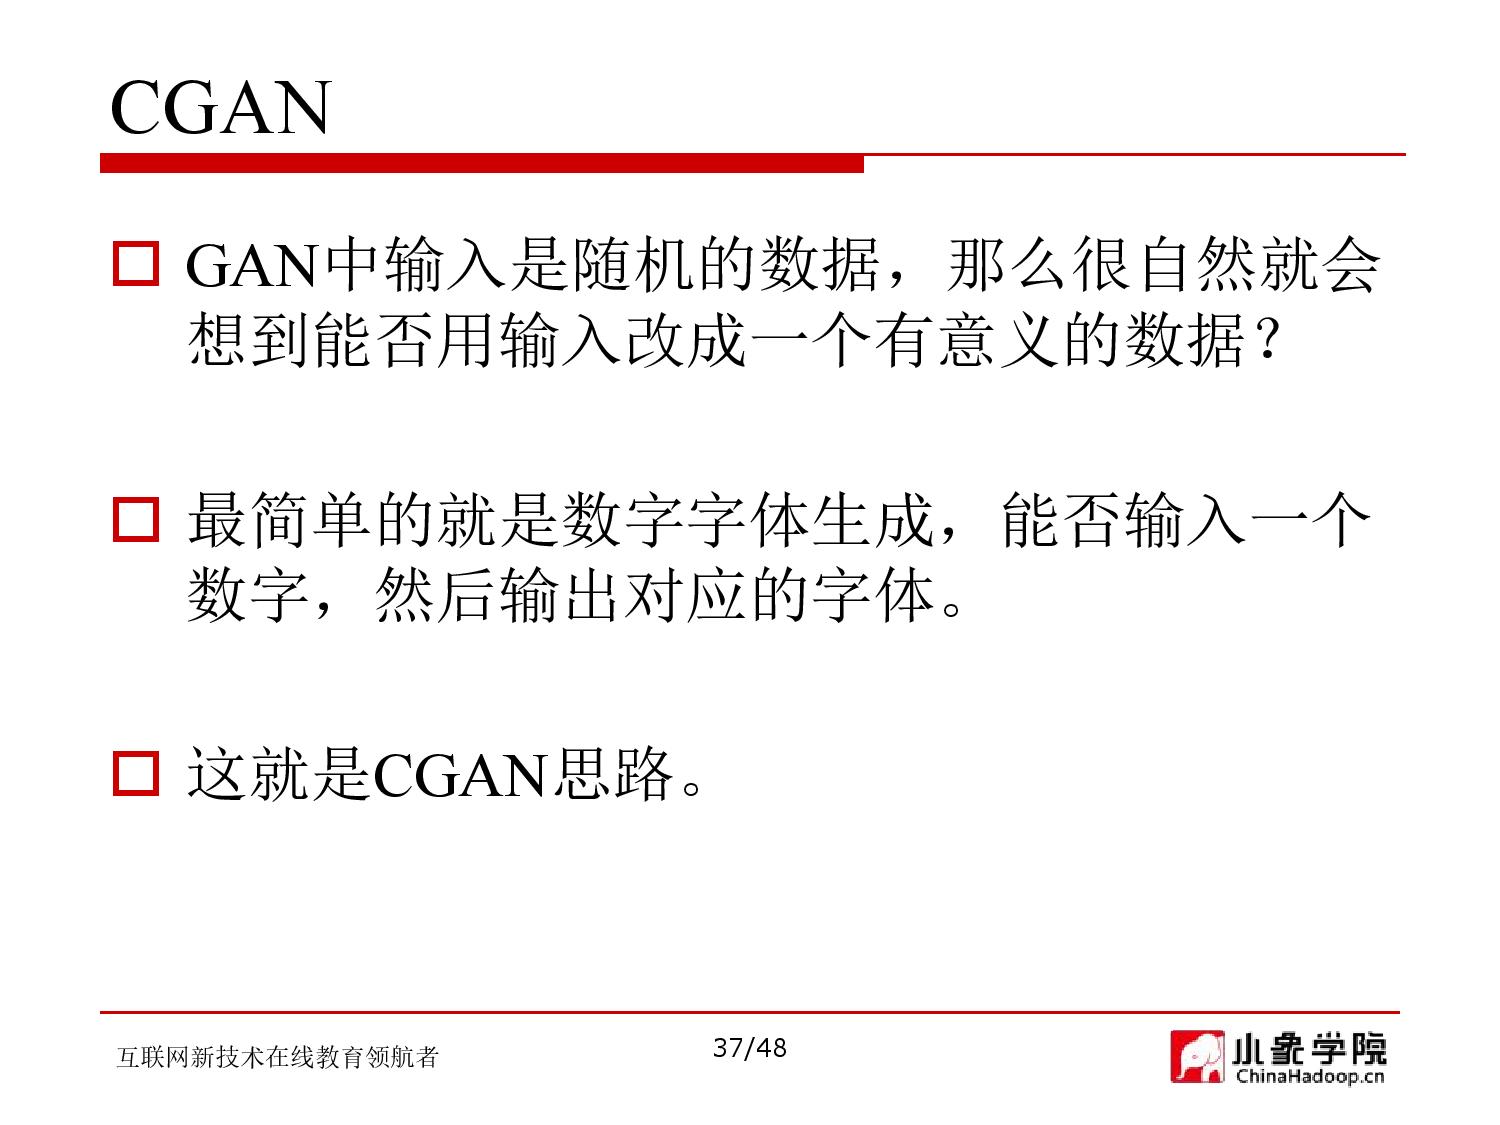 CGAN
GAN中输入是随机的数据，那么很自然就会
想到能否用输入改成一个有意义的数据？
最简单的就是数字字体生成，能否输入一个
数字，然后输出对应的字体。
这就是CGAN思路。
互联网新技术在线教育领航者
37/48
小象学院
ChinaHadoop.cn